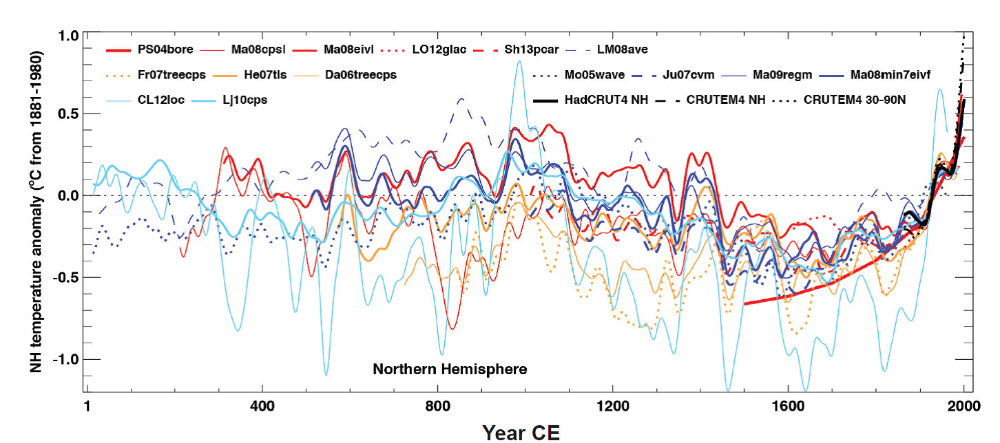 1.0
PS04bore Ma08cpsl Ma08eivl LO12glac Sh13pcar LM08ave
Fr07treecps He07tls Da06treecps Mo05wave Ju07cvm Ma09regm Ma08min7eivf
CL12loc Lj10cps HadCRUT4 NH CRUTEM4 NH CRUTEM4 30-90N
0.5
0.0
-0.5
-1.0
NH temperature anomaly (°C from 1881-1980)
Northern Hemisphere
1 400 800 1200 1600 2000
Year CE